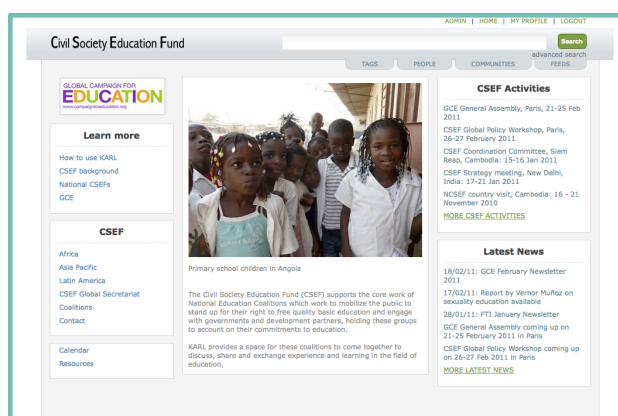 ADMIN | HOME | MY PROFILE | LOGOUT
Civil Society Education Fund
Search
advanced search
TAGS PEOPLE COMMUNITIES FEEDS
GLOBAL CAMPAIGN FOR
EDUCATION
www.campaignforeducation.org
Learn more
How to use KARL
CSEF background
National CSEFs
GCE
CSEF
Africa
Asia Pacific
Latin America
CSEF Global Secretariat
Coalitions
Contact
Calendar
Resources
Primary school children in Angola
The Civil Society Education Fund (CSEF) supports the core work of
National Education Coalitions which work to mobilize the public to
stand up for their right to free quality basic education and engage
with governments and development partners, holding these groups
to account on their commitments to education.
KARL provides a space for these coalitions to come together to
discuss, share and exchange experience and learning in the field of
education.
CSEF Activities
GCE General Assembly, Paris, 21-25 Feb
2011
CSEF Global Policy Workshop, Paris,
26-27 February 2011
CSEF Coordination Committee, Siem
Reap, Cambodia: 15-16 Jan 2011
CSEF Strategy meeting, New Delhi,
India: 17-21 Jan 2011
NCSEF country visit, Cambodia: 16 - 21
November 2010
MORE CSEF ACTIVITIES
Latest News
18/02/11: GCE February Newsletter
2011
17/02/11: Report by Vernor Muñoz on
sexuality education available
28/01/11: FTI January Newsletter
GCE General Assembly coming up on
21-25 February 2011 in Paris
CSEF Global Policy Workshop coming up
on 26-27 Feb 2011 in Paris
MORE LATEST NEWS